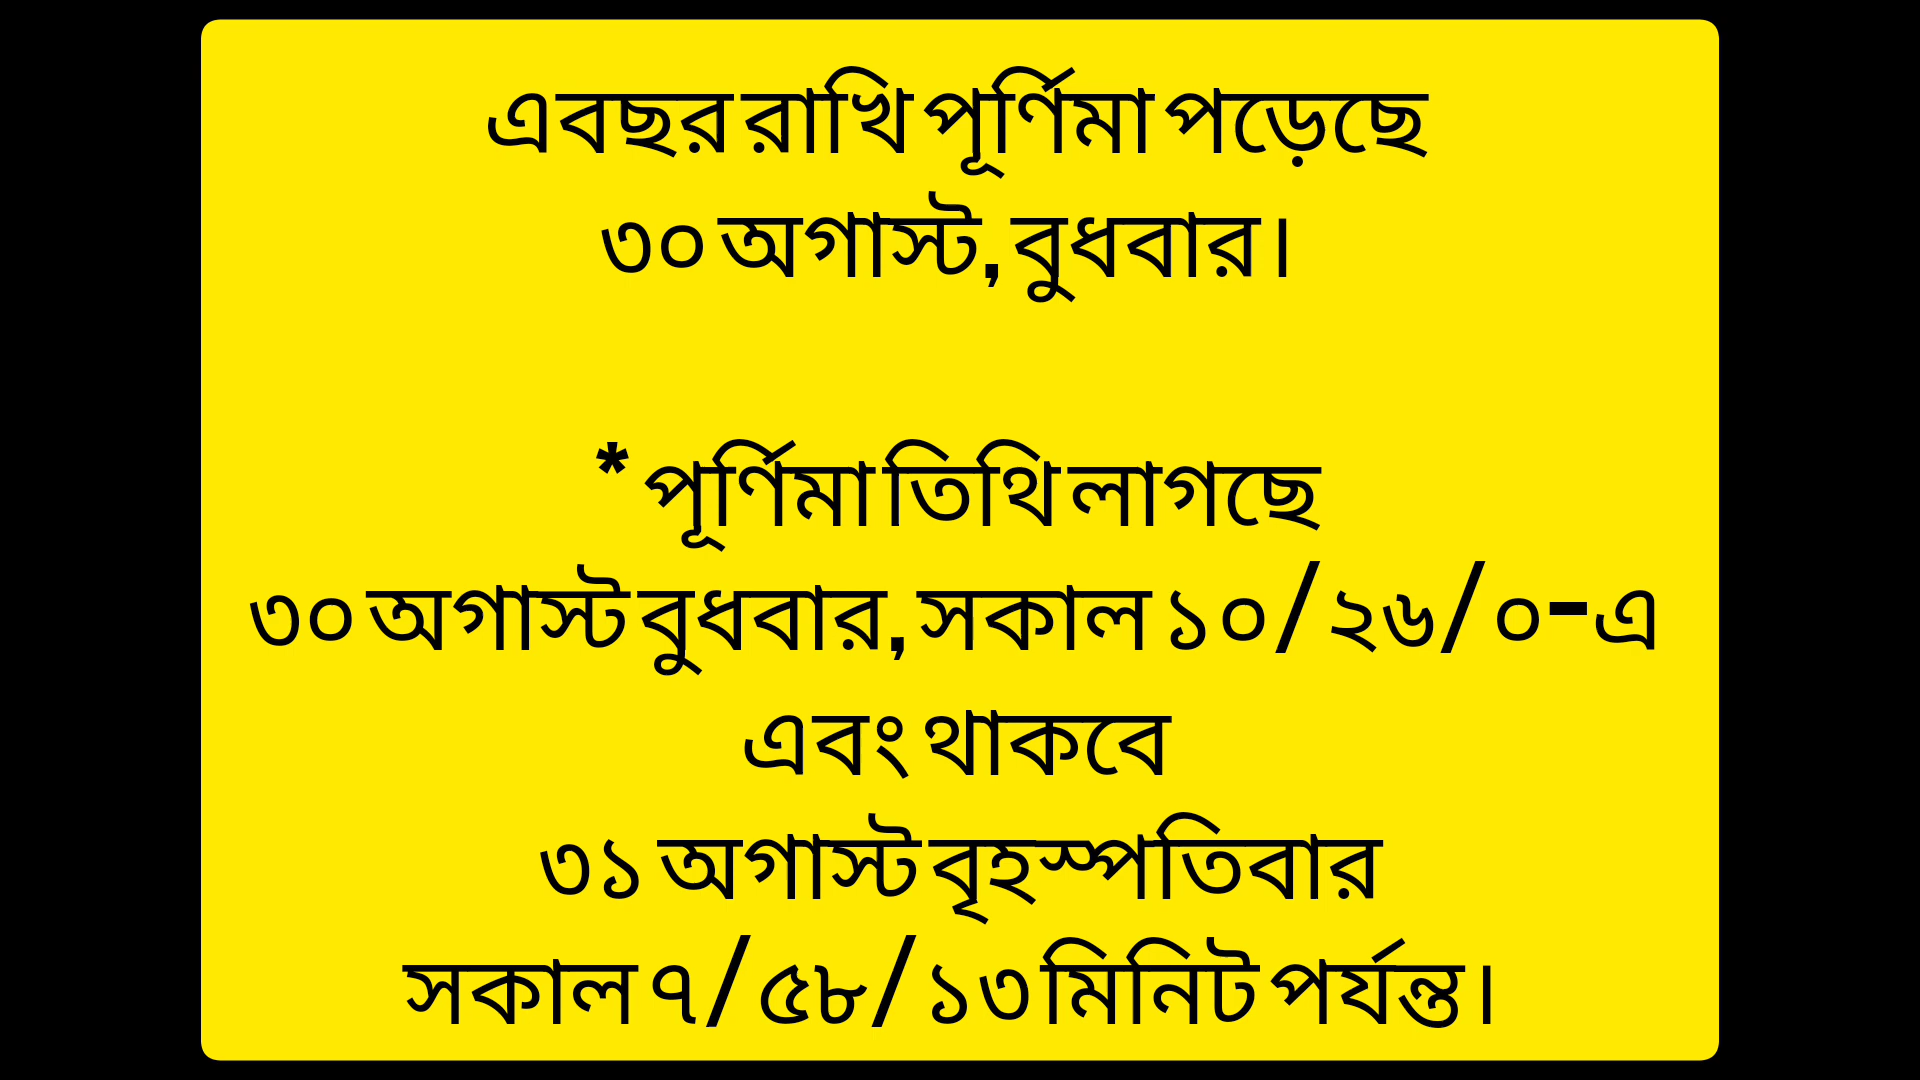 এবছর রাখি পূর্ণিমা পড়েছে
৩০ অগাস্ট, বুধবার।
* পূর্ণিমা তিথি লাগছে
৩০ অগাস্ট বুধবার, সকাল ১০/২৬/০-এ
এবং থাকবে
৩১ অগাস্ট বৃহস্পতিবার
সকাল ৭/৫৮/১৩ মিনিট পর্যন্ত।